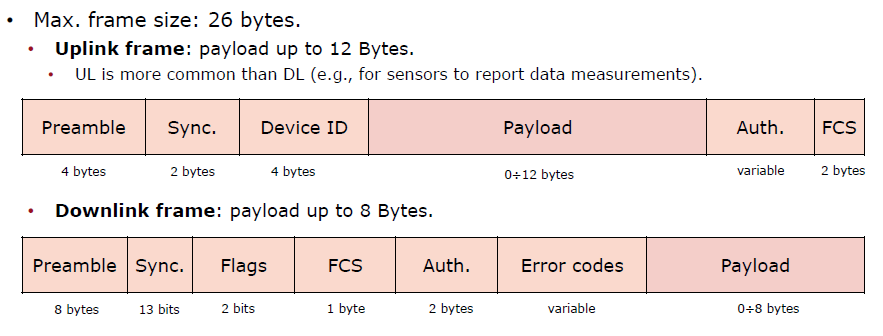 • Max. frame size: 26 bytes.
• Uplink frame: payload up to 12 Bytes.
• UL is more common than DL (e.g., for sensors to report data measurements).
Preamble Sync. Device ID Payload Auth. FCS
4 bytes 2 bytes 4 bytes 0÷12 bytes variable 2 bytes
• Downlink frame: payload up to 8 Bytes.
Preamble Sync. Flags FCS Auth. Error codes Payload
8 bytes 13 bits 2 bits 1 byte 2 bytes variable 0÷8 bytes